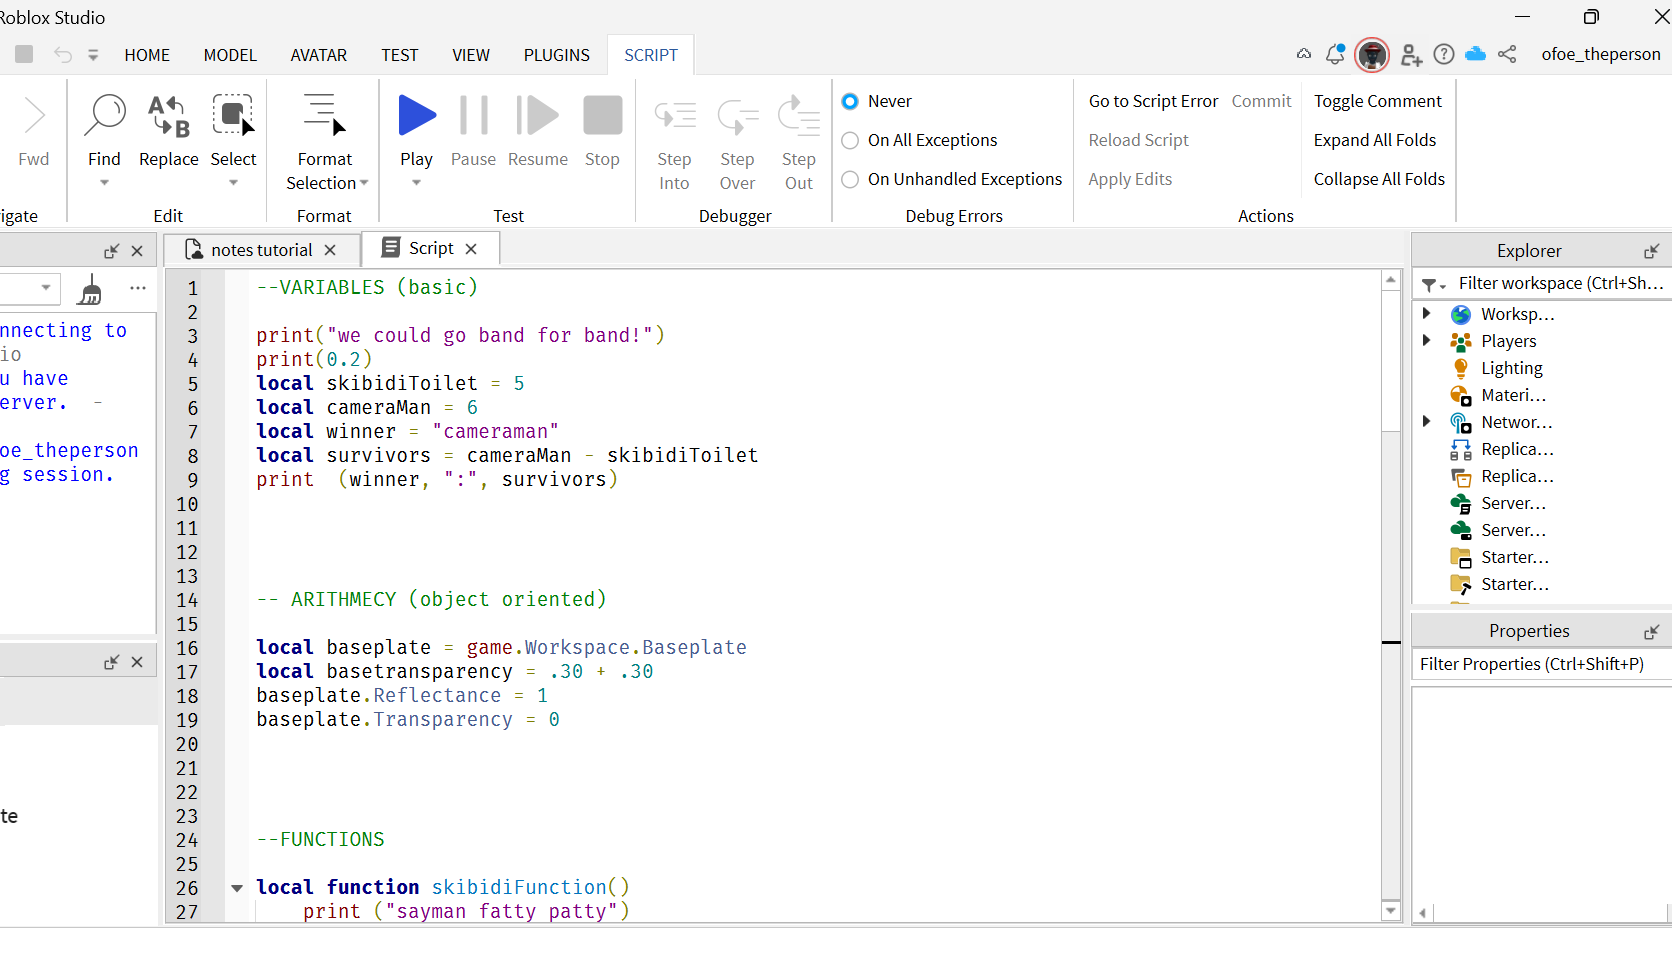 Roblox Studio
HOME MODEL AVATAR TEST VIEW PLUGINS SCRIPT ofoe_theperson
Fwd Find Replace Select Format Selection Play Pause Resume Stop Step Into Step Over Step Out
Never
On All Exceptions
On Unhandled Exceptions
Go to Script Error Commit Toggle Comment
Reload Script Expand All Folds
Apply Edits Collapse All Folds
igate Edit Format Test Debugger Debug Errors Actions
notes tutorial Script
nnecting to
io
u have
erver. -
oe_theperson
g session.
te
1 --VARIABLES (basic)
2
3 print("we could go band for band!")
4 print(0.2)
5 local skibidiToilet = 5
6 local cameraMan = 6
7 local winner = "cameraman"
8 local survivors = cameraMan - skibidiToilet
9 print  (winner, ":", survivors)
10
11
12
13
14 -- ARITHMECY (object oriented)
15
16 local baseplate = game.Workspace.Baseplate
17 local basetransparency = .30 + .30
18 baseplate.Reflectance = 1
19 baseplate.Transparency = 0
20
21
22
23
24 --FUNCTIONS
25
26 local function skibidiFunction()
27     print ("sayman fatty patty")
Explorer
Filter workspace (Ctrl+Sh...
Worksp...
Players
Lighting
Materi...
Networ...
Replica...
Replica...
Server...
Server...
Starter...
Starter...
Properties
Filter Properties (Ctrl+Shift+P)